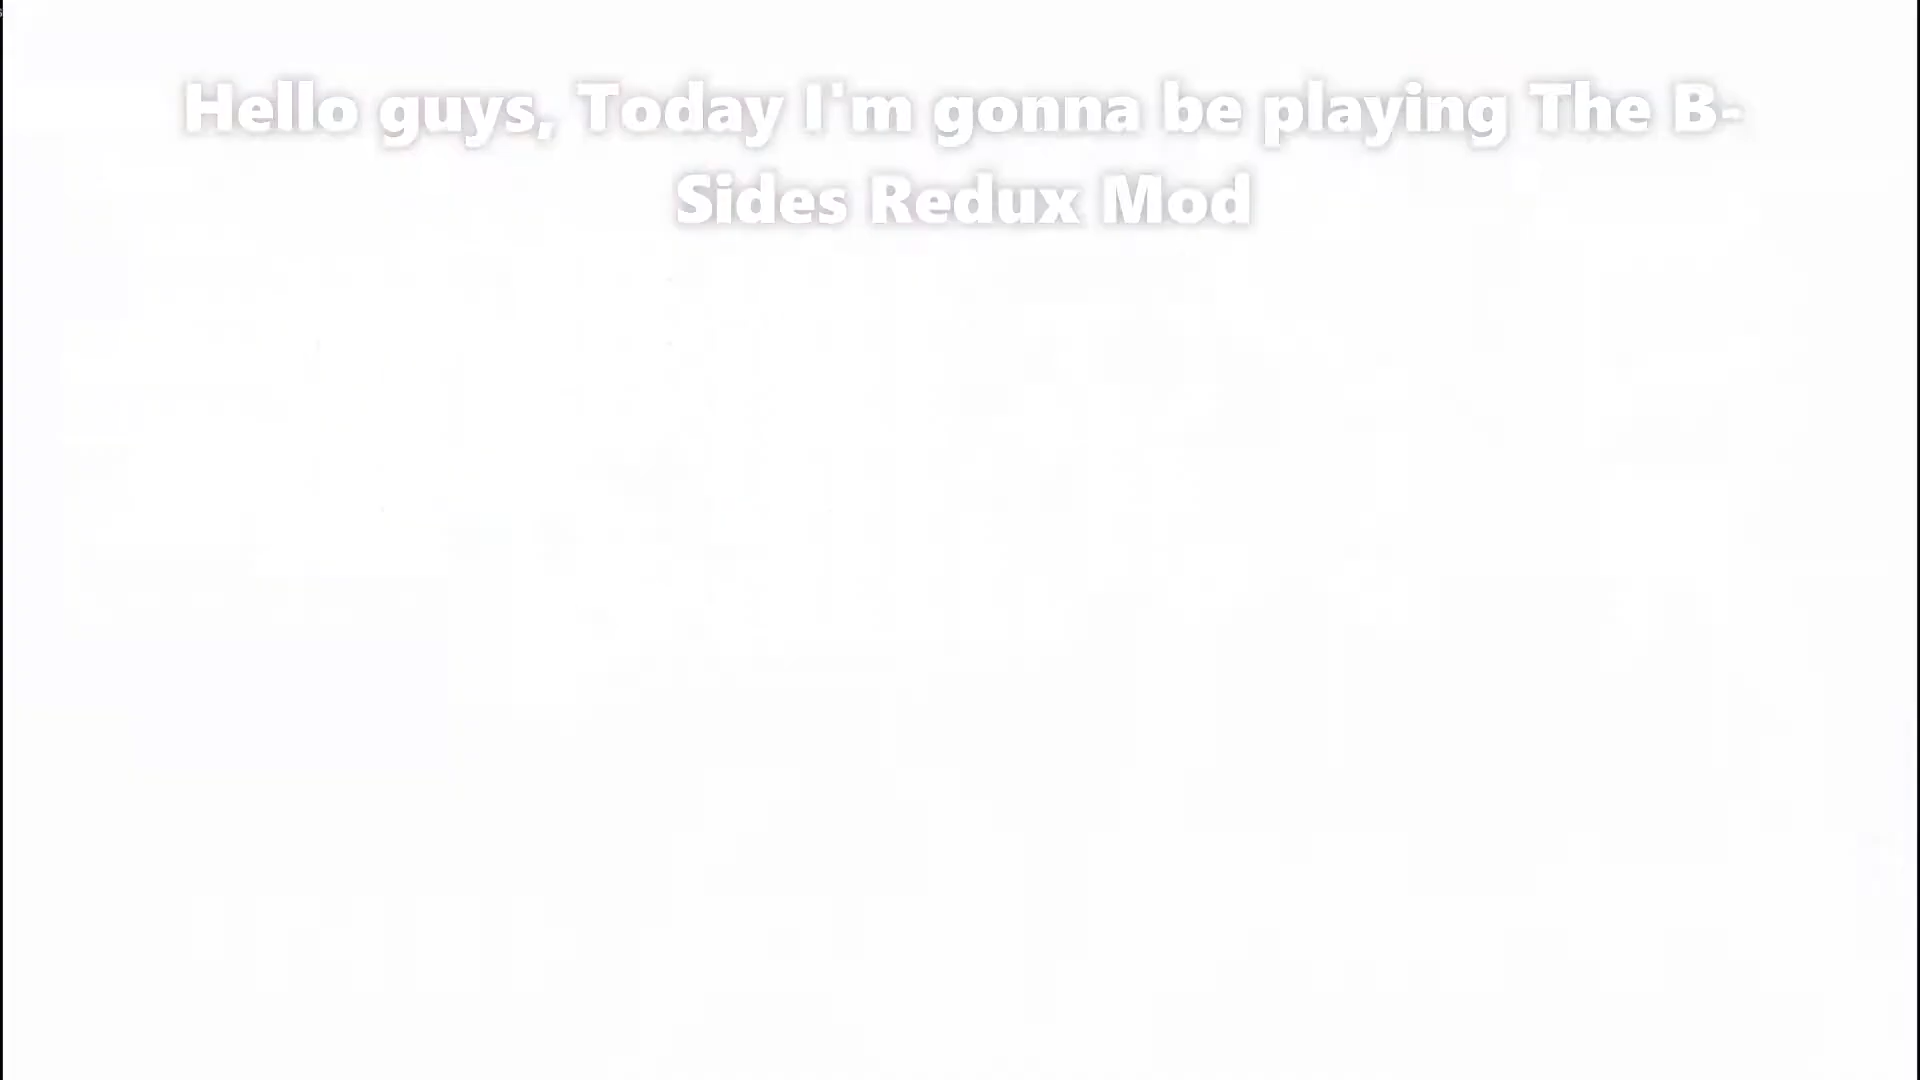 Hello guys, Today I'm gonna be playing The B-
Sides Redux Mod